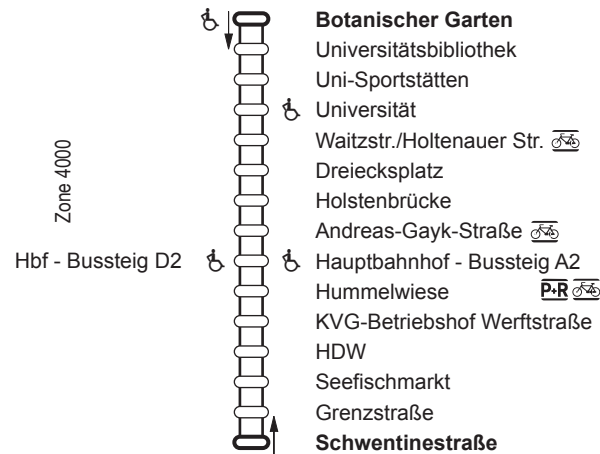 Botanischer Garten
Universitätsbibliothek
Uni-Sportstätten
Universität
Waitzstr./Holtenauer Str.
Dreiecksplatz
Holstenbrücke
Andreas-Gayk-Straße
Zone 4000
Hbf - Bussteig D2 Hauptbahnhof - Bussteig A2
Hummelwiese P+R
KVG-Betriebshof Werftstraße
HDW
Seefischmarkt
Grenzstraße
Schwentinestraße